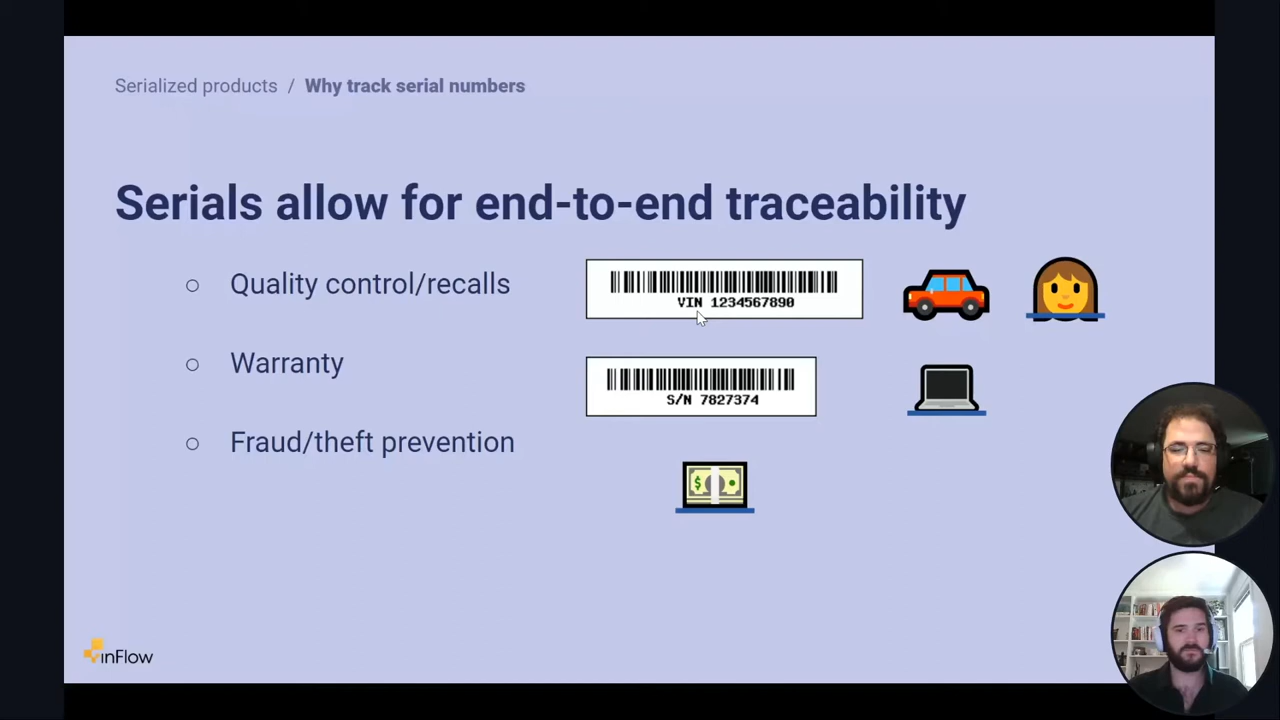 Serialized products / Why track serial numbers
Serials allow for end-to-end traceability
Quality control/recalls
VIN 1234567890
Warranty
S/N 7827374
Fraud/theft prevention
inFlow